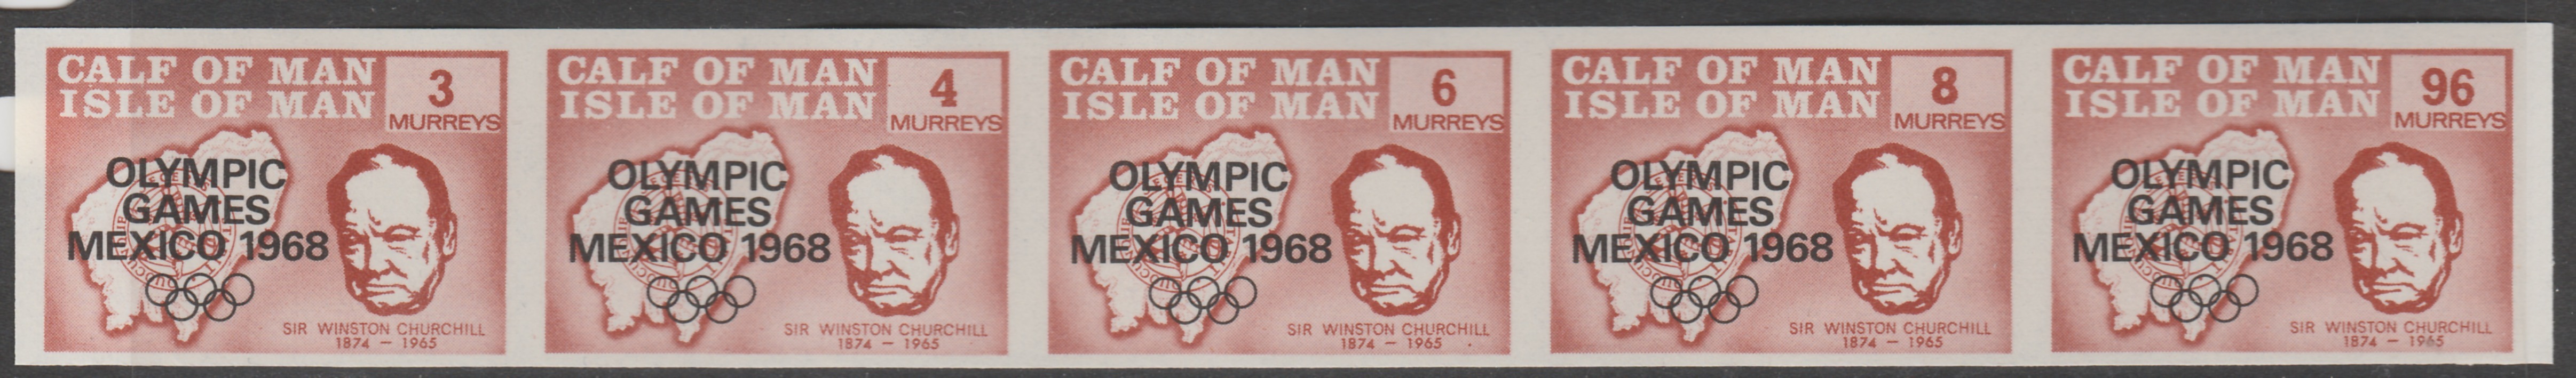 CALF OF MAN
ISLE OF MAN
3
MURREYS
OLYMPIC
GAMES
MEXICO 1968
SIR WINSTON CHURCHILL
1874 – 1965
CALF OF MAN
ISLE OF MAN
4
MURREYS
OLYMPIC
GAMES
MEXICO 1968
SIR WINSTON CHURCHILL
1874 – 1965
CALF OF MAN
ISLE OF MAN
6
MURREYS
OLYMPIC
GAMES
MEXICO 1968
SIR WINSTON CHURCHILL
1874 – 1965
CALF OF MAN
ISLE OF MAN
8
MURREYS
OLYMPIC
GAMES
MEXICO 1968
SIR WINSTON CHURCHILL
1874 – 1965
CALF OF MAN
ISLE OF MAN
96
MURREYS
OLYMPIC
GAMES
MEXICO 1968
SIR WINSTON CHURCHILL
1874 – 1965